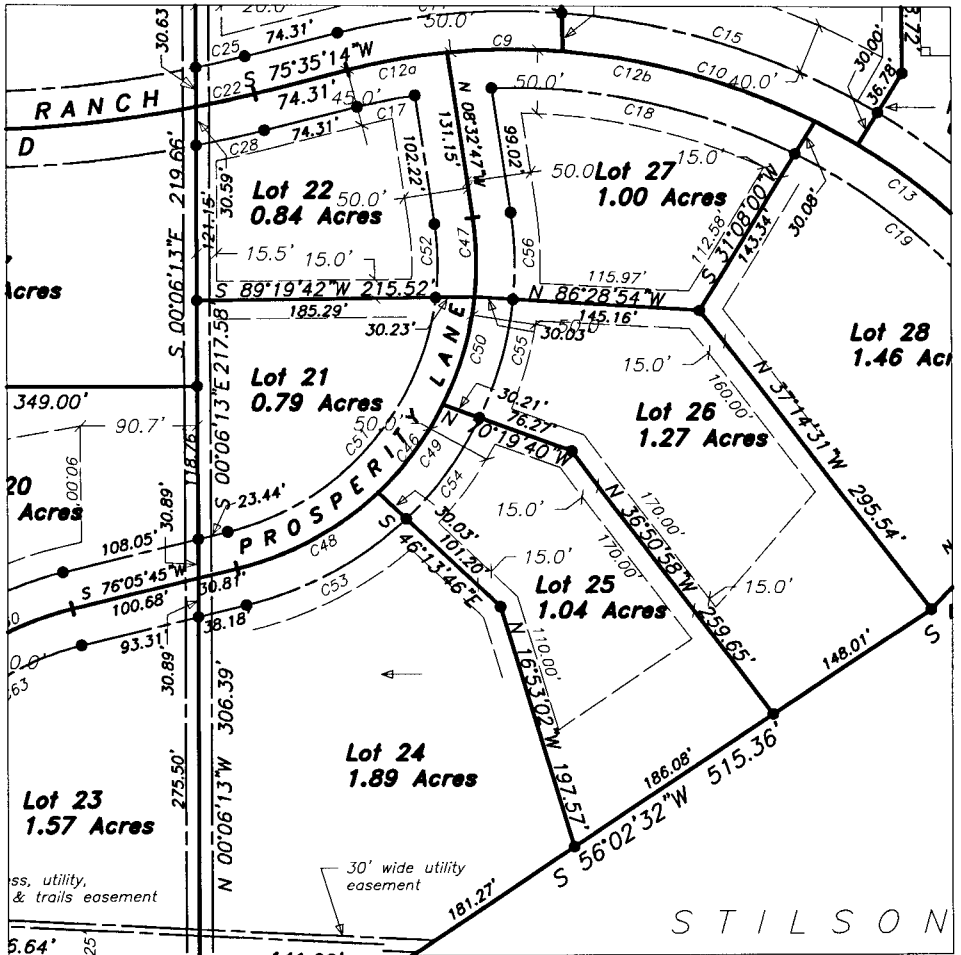 30.63
C25
74.31'
50.0'
C15
30.00'
3.72'
36.78'
RANCH
D
C22
S 75°35'14"W
74.31'
45.0'
C12a
C9
50.0'
C12b
C10
40.0'
C28
74.31'
C17
N 08°32'47"W
131.15'
102.22'
99.02'
C18
15.0'
C13
C19
S 00°06'13"E 219.66'
30.59'
121.15'
Lot 22
0.84 Acres
50.0'
50.0'
Lot 27
1.00 Acres
15.5'
15.0'
C52
C47
C56
112.58'
S 31°08'00"W
143.34'
30.08'
115.97'
Acres
S 89°19'42"W 215.52'
185.29'
30.23'
N 86°28'54"W
145.16'
30.03'
50.0'
Lot 28
1.46 Acr
S 00°06'13"E 217.58'
Lot 21
0.79 Acres
PROSPERITY LANE
C50
C55
15.0'
N 37°14'31"W
295.54'
160.00'
349.00'
90.7'
118.76'
50.0'
C51
C46
C49
30.21'
76.27'
N 70°19'40"W
Lot 26
1.27 Acres
20
Acres
90.00'
30.89'
23.44'
C54
15.0'
170.00'
N 36°50'58"W
259.65'
170.00'
108.05'
S 76°05'45"W
100.68'
30.81'
C48
C53
30.03'
S 46°13'46"E
101.20'
15.0'
15.0'
Lot 25
1.04 Acres
93.31'
38.18'
30.89'
C63
N 16°53'02"W 197.57'
110.00'
148.01'
S
N 00°06'13"W 306.39'
275.50'
Lot 24
1.89 Acres
186.08'
S 56°02'32"W 515.36'
Lot 23
1.57 Acres
ss, utility,
& trails easement
30' wide utility
easement
181.27'
STILSON
5.64'
25'